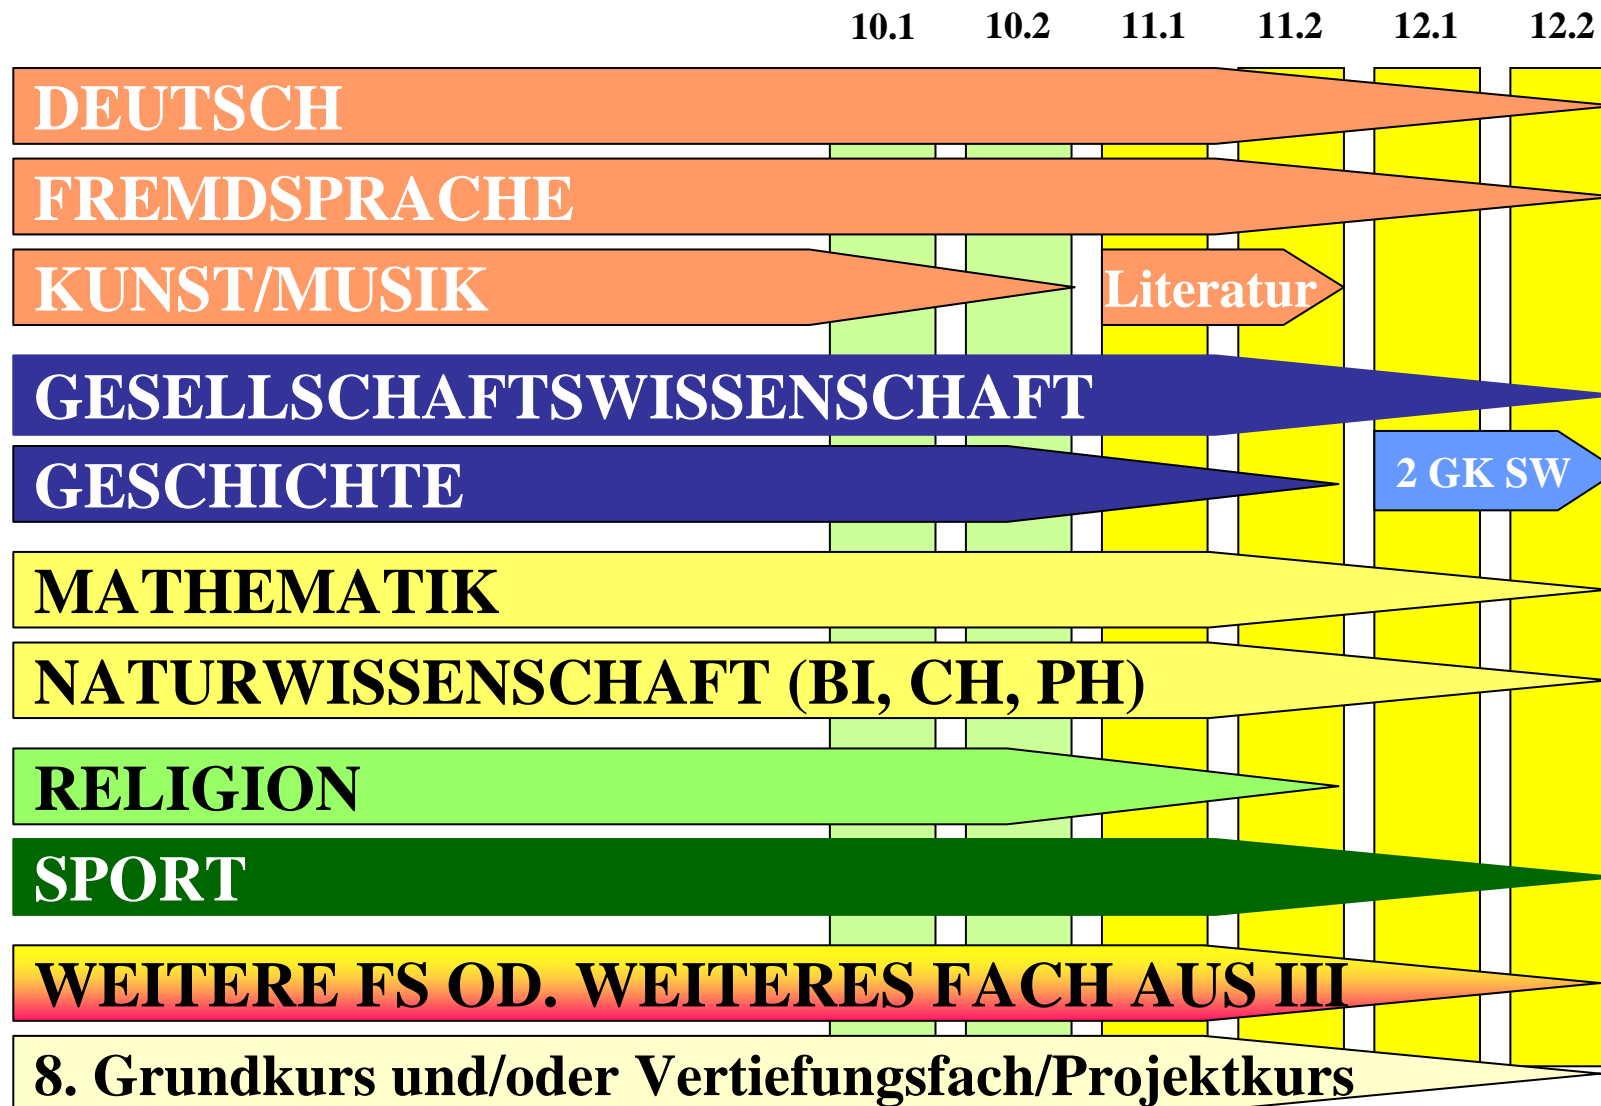 10.1 10.2 11.1 11.2 12.1 12.2
DEUTSCH
FREMDSPRACHE
KUNST/MUSIK Literatur
GESELLSCHAFTSWISSENSCHAFT
GESCHICHTE 2 GK SW
MATHEMATIK
NATURWISSENSCHAFT (BI, CH, PH)
RELIGION
SPORT
WEITERE FS OD. WEITERES FACH AUS III
8. Grundkurs und/oder Vertiefungsfach/Projektkurs